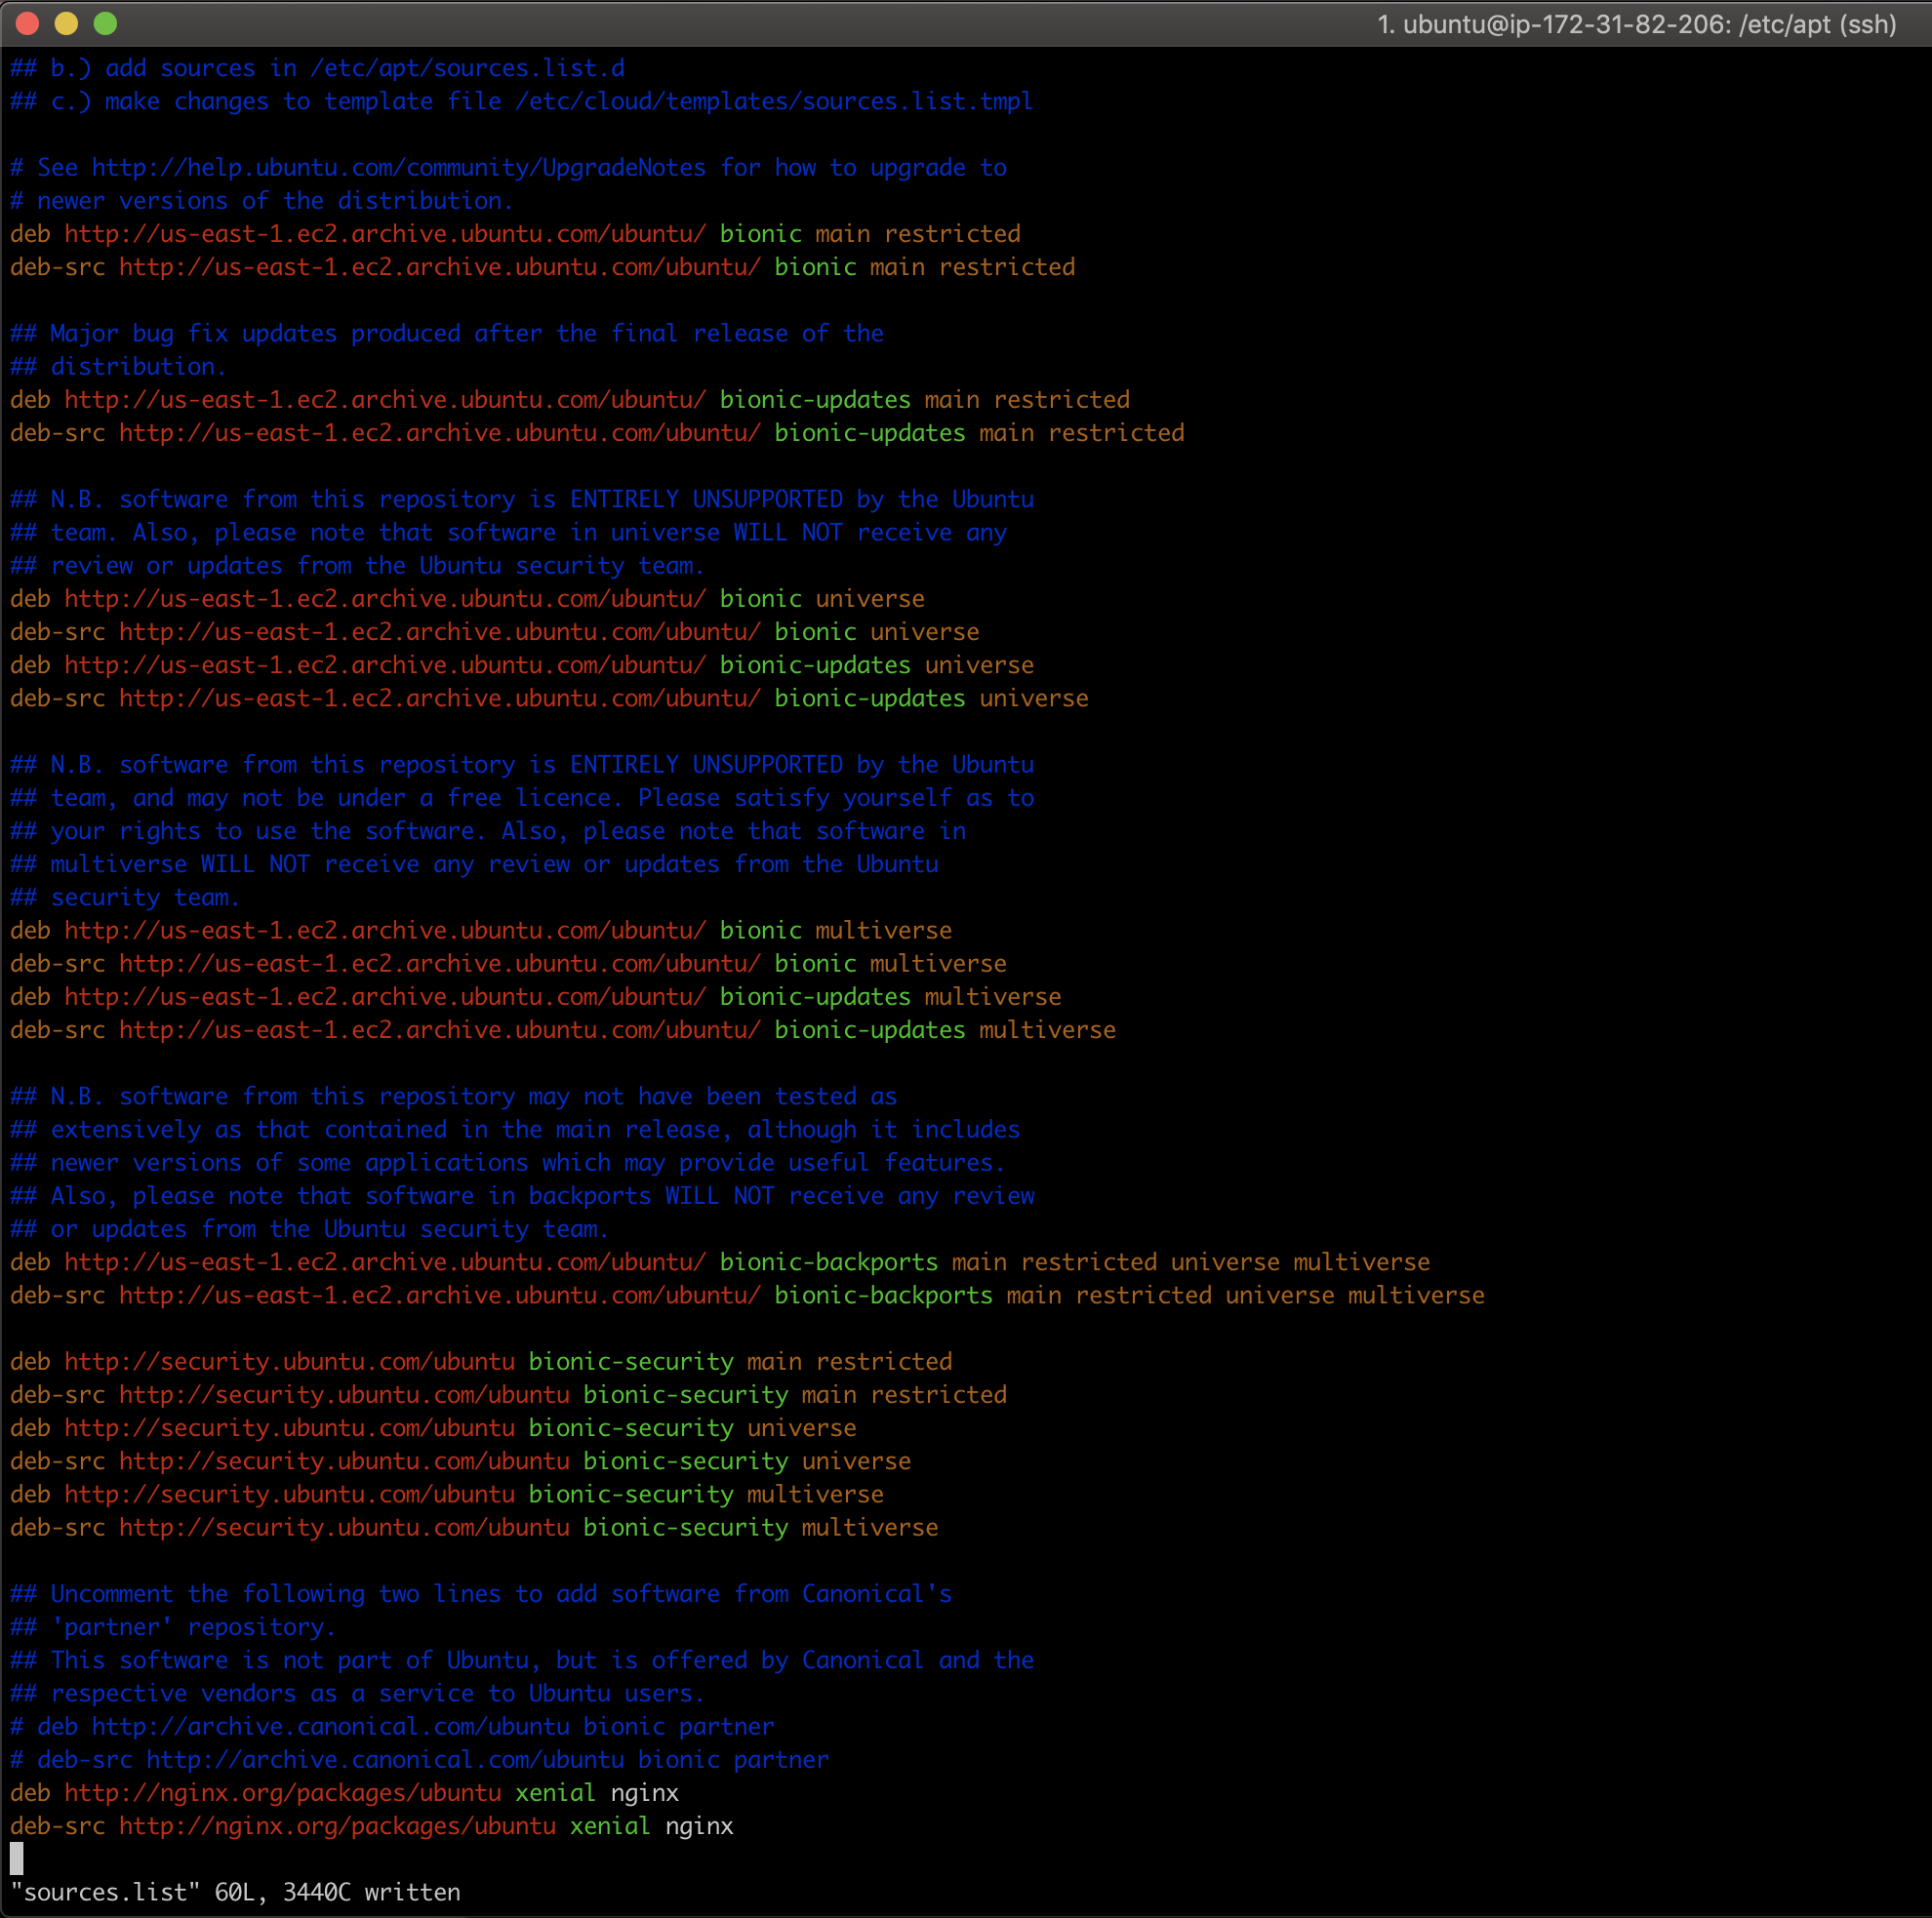 1. ubuntu@ip-172-31-82-206: /etc/apt (ssh)
## b.) add sources in /etc/apt/sources.list.d
## c.) make changes to template file /etc/cloud/templates/sources.list.tmpl
# See http://help.ubuntu.com/community/UpgradeNotes for how to upgrade to
# newer versions of the distribution.
deb http://us-east-1.ec2.archive.ubuntu.com/ubuntu/ bionic main restricted
deb-src http://us-east-1.ec2.archive.ubuntu.com/ubuntu/ bionic main restricted
## Major bug fix updates produced after the final release of the
## distribution.
deb http://us-east-1.ec2.archive.ubuntu.com/ubuntu/ bionic-updates main restricted
deb-src http://us-east-1.ec2.archive.ubuntu.com/ubuntu/ bionic-updates main restricted
## N.B. software from this repository is ENTIRELY UNSUPPORTED by the Ubuntu
## team. Also, please note that software in universe WILL NOT receive any
## review or updates from the Ubuntu security team.
deb http://us-east-1.ec2.archive.ubuntu.com/ubuntu/ bionic universe
deb-src http://us-east-1.ec2.archive.ubuntu.com/ubuntu/ bionic universe
deb http://us-east-1.ec2.archive.ubuntu.com/ubuntu/ bionic-updates universe
deb-src http://us-east-1.ec2.archive.ubuntu.com/ubuntu/ bionic-updates universe
## N.B. software from this repository is ENTIRELY UNSUPPORTED by the Ubuntu
## team, and may not be under a free licence. Please satisfy yourself as to
## your rights to use the software. Also, please note that software in
## multiverse WILL NOT receive any review or updates from the Ubuntu
## security team.
deb http://us-east-1.ec2.archive.ubuntu.com/ubuntu/ bionic multiverse
deb-src http://us-east-1.ec2.archive.ubuntu.com/ubuntu/ bionic multiverse
deb http://us-east-1.ec2.archive.ubuntu.com/ubuntu/ bionic-updates multiverse
deb-src http://us-east-1.ec2.archive.ubuntu.com/ubuntu/ bionic-updates multiverse
## N.B. software from this repository may not have been tested as
## extensively as that contained in the main release, although it includes
## newer versions of some applications which may provide useful features.
## Also, please note that software in backports WILL NOT receive any review
## or updates from the Ubuntu security team.
deb http://us-east-1.ec2.archive.ubuntu.com/ubuntu/ bionic-backports main restricted universe multiverse
deb-src http://us-east-1.ec2.archive.ubuntu.com/ubuntu/ bionic-backports main restricted universe multiverse
deb http://security.ubuntu.com/ubuntu bionic-security main restricted
deb-src http://security.ubuntu.com/ubuntu bionic-security main restricted
deb http://security.ubuntu.com/ubuntu bionic-security universe
deb-src http://security.ubuntu.com/ubuntu bionic-security universe
deb http://security.ubuntu.com/ubuntu bionic-security multiverse
deb-src http://security.ubuntu.com/ubuntu bionic-security multiverse
## Uncomment the following two lines to add software from Canonical's
## 'partner' repository.
## This software is not part of Ubuntu, but is offered by Canonical and the
## respective vendors as a service to Ubuntu users.
# deb http://archive.canonical.com/ubuntu bionic partner
# deb-src http://archive.canonical.com/ubuntu bionic partner
deb http://nginx.org/packages/ubuntu xenial nginx
deb-src http://nginx.org/packages/ubuntu xenial nginx
"sources.list" 60L, 3440C written